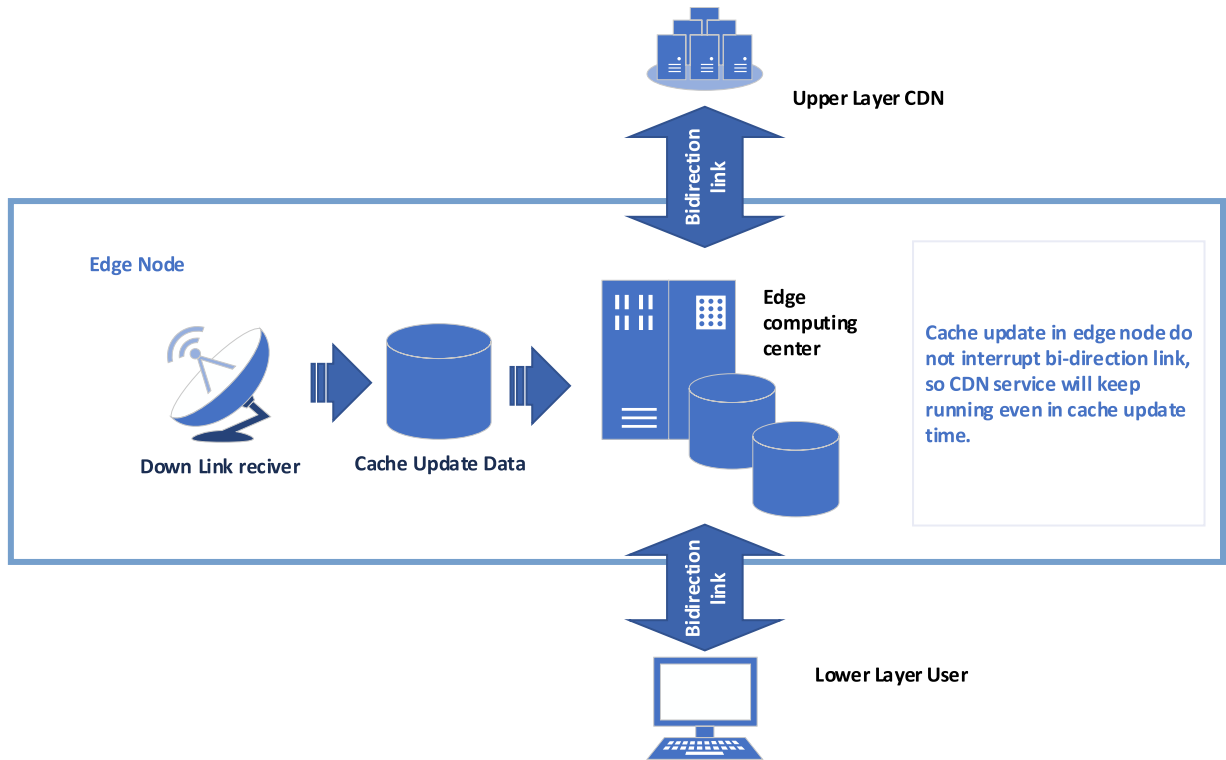 Upper Layer CDN
Bidirection
link
Edge Node
Edge
computing
center
Cache update in edge node do
not interrupt bi-direction link,
so CDN service will keep
running even in cache update
time.
Down Link reciver
Cache Update Data
Bidirection
link
Lower Layer User